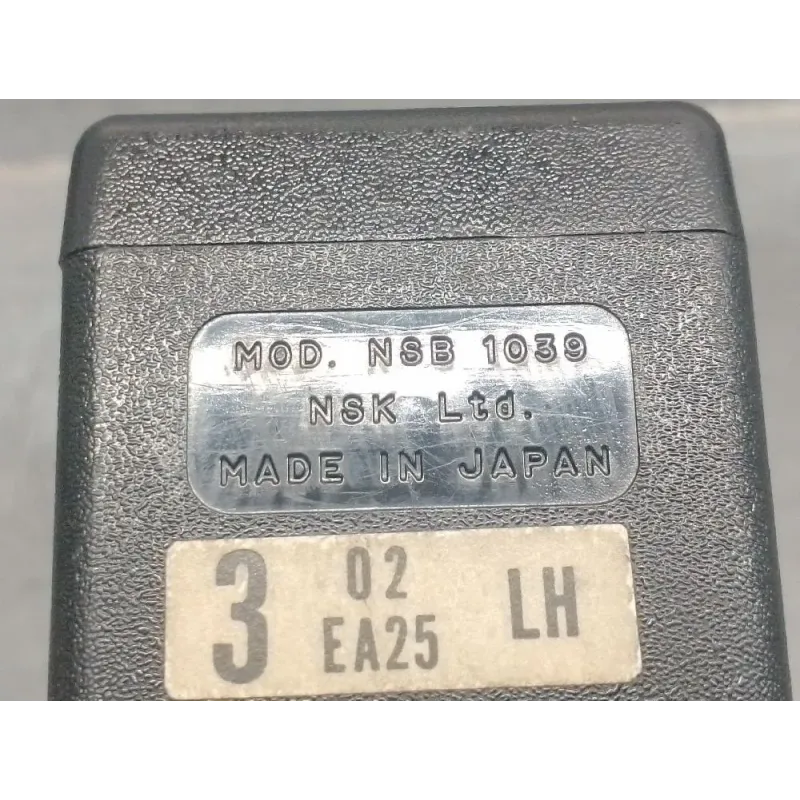 MOD. NSB 1039
NSK Ltd.
MADE IN JAPAN
3 02 LH
EA25